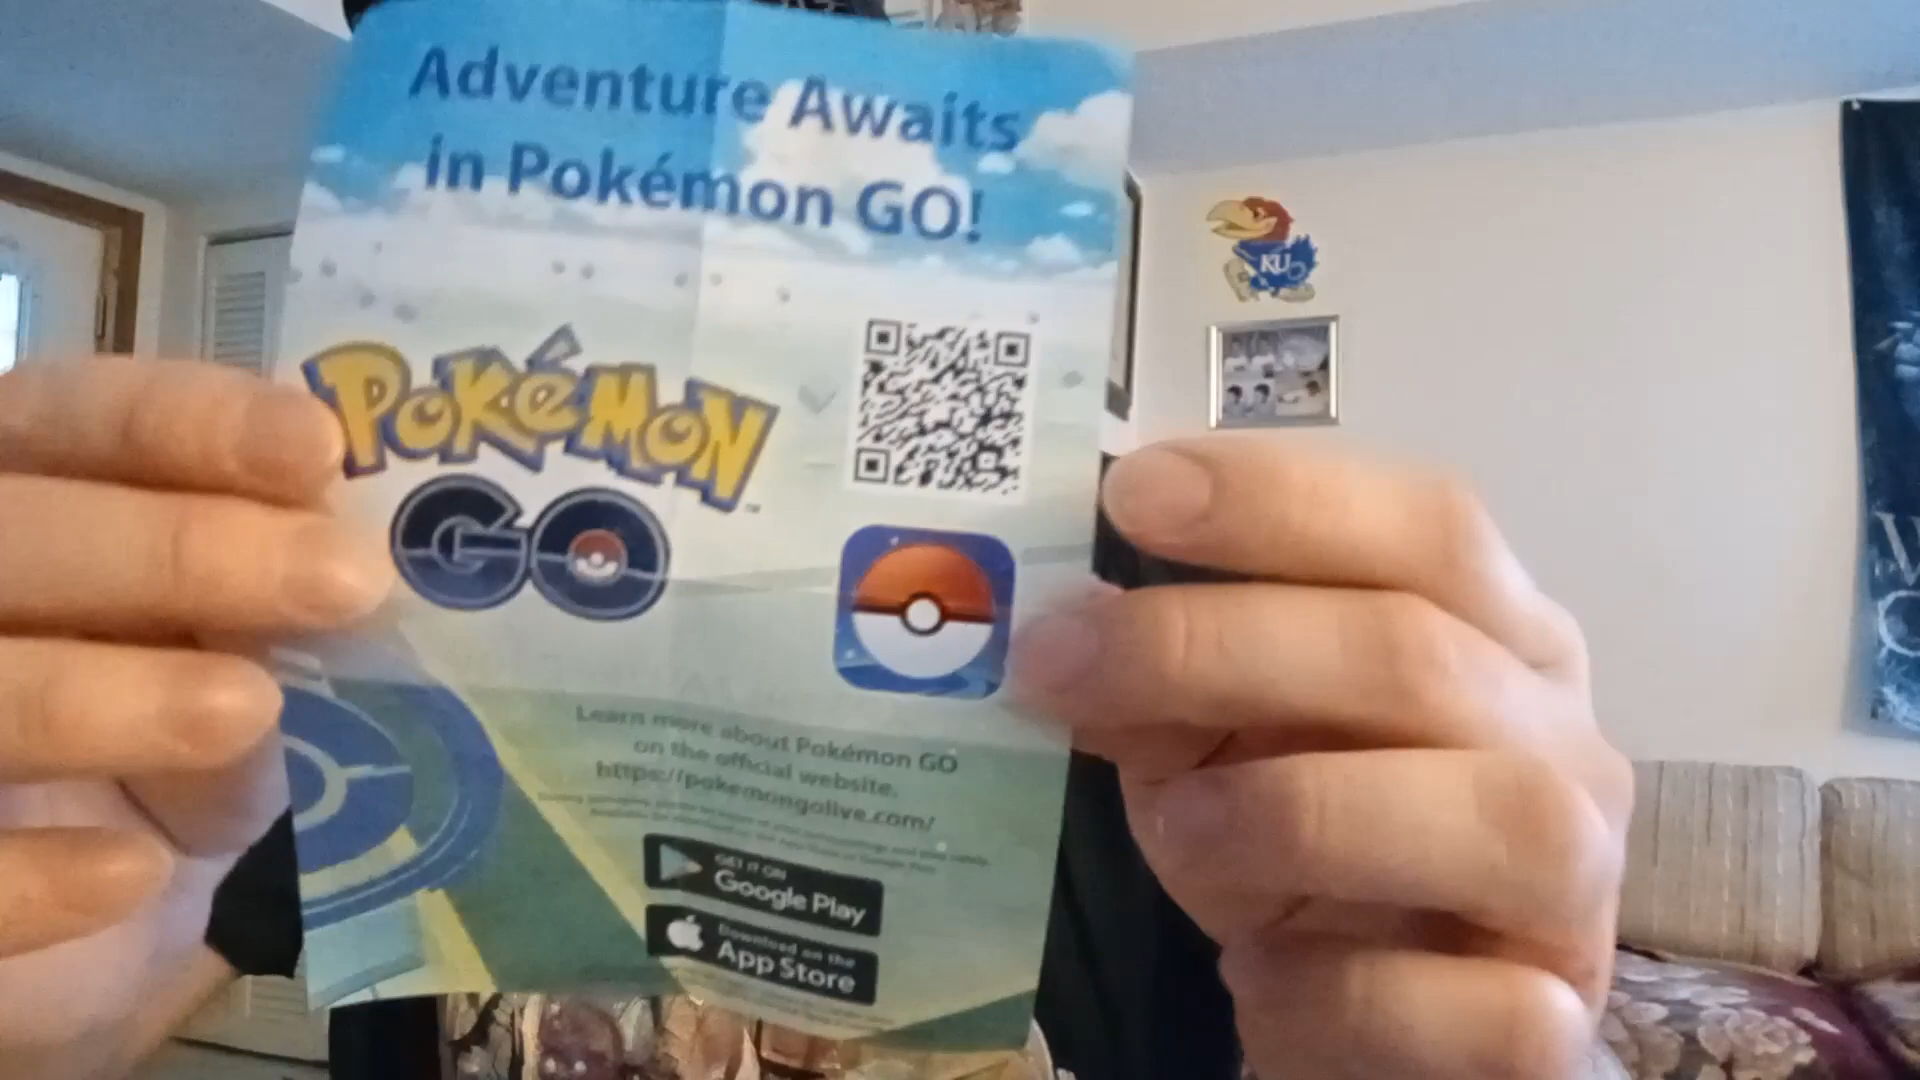 Adventure Awaits
in Pokémon GO!
POKÉMON
GO
™
KU
Learn more about Pokémon GO
on the official website.
https://pokemongolive.com/
GET IT ON
Google Play
Download on the
App Store
W
C